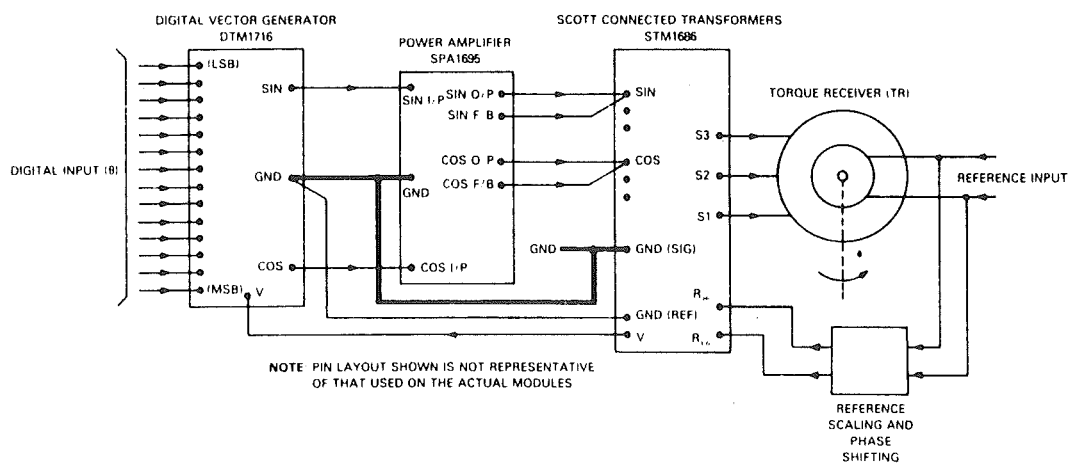 DIGITAL VECTOR GENERATOR
DTM1716
POWER AMPLIFIER
SPA1695
SCOTT CONNECTED TRANSFORMERS
STM1686
TORQUE RECEIVER (TR)
DIGITAL INPUT (θ)
(LSB)
SIN
GND
COS
(MSB)
V
SIN I/P
SIN O/P
SIN F B
COS O P
COS F/B
GND
COS I/P
SIN
COS
GND
GND (SIG)
GND (REF)
V
S3
S2
S1
R
R
REFERENCE INPUT
REFERENCE
SCALING AND
PHASE
SHIFTING
NOTE PIN LAYOUT SHOWN IS NOT REPRESENTATIVE
OF THAT USED ON THE ACTUAL MODULES